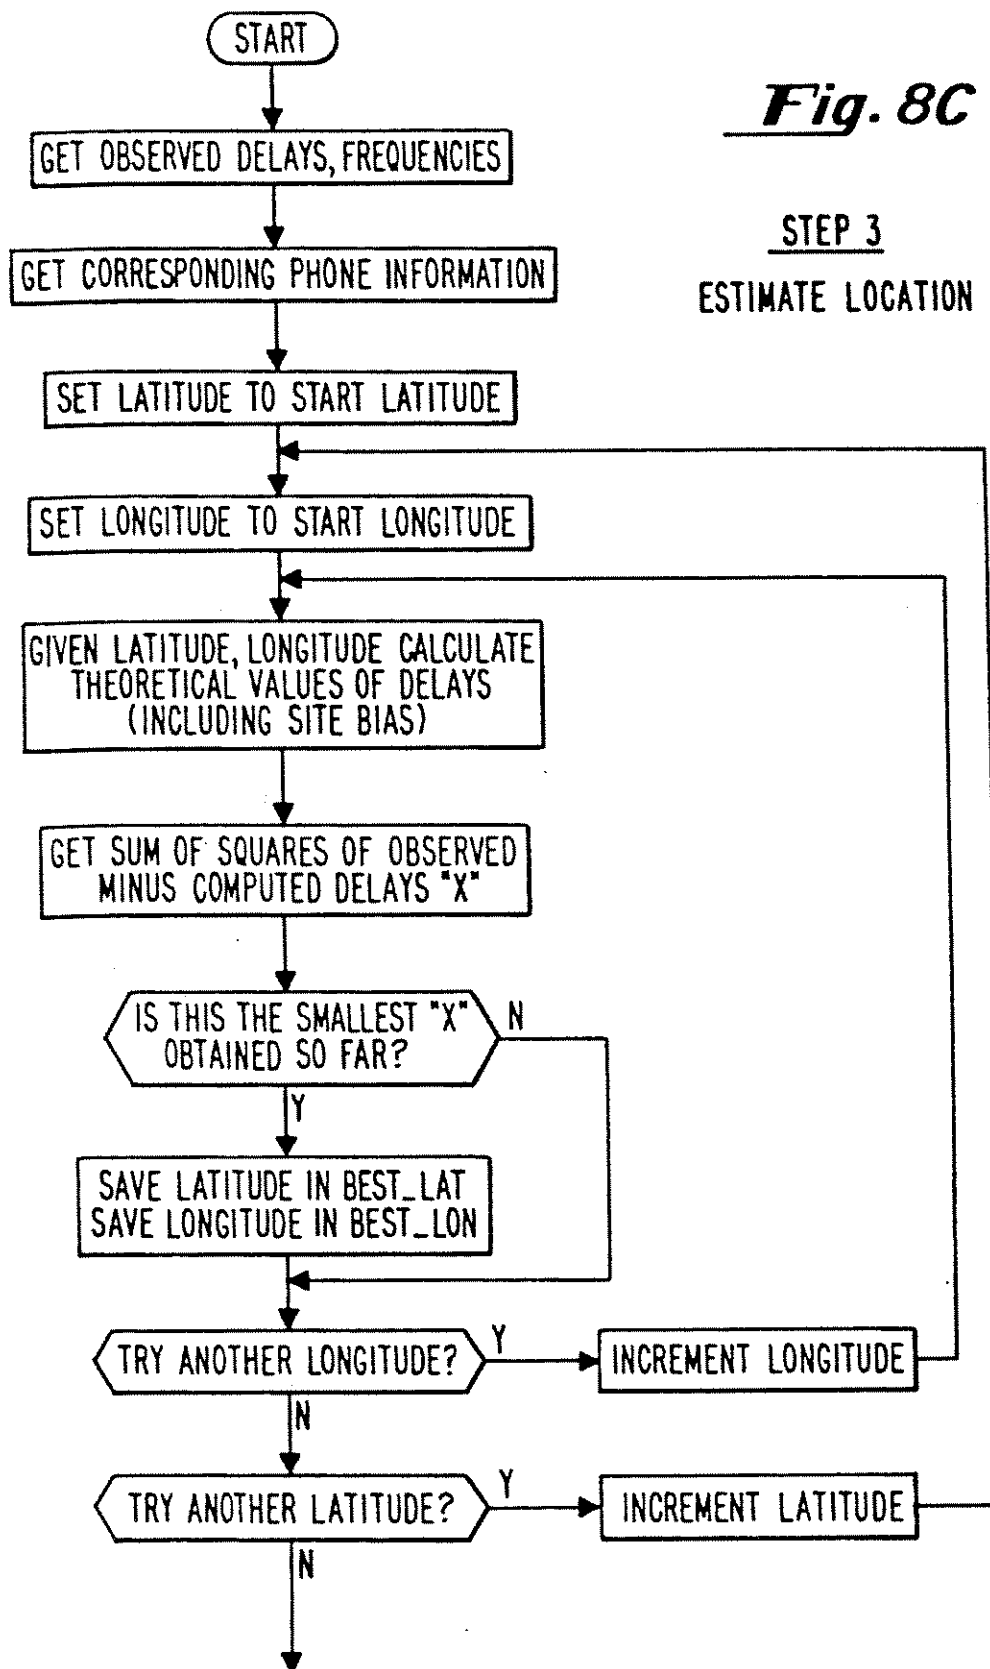 START
Fig. 8C
GET OBSERVED DELAYS, FREQUENCIES
STEP 3
GET CORRESPONDING PHONE INFORMATION
ESTIMATE LOCATION
SET LATITUDE TO START LATITUDE
SET LONGITUDE TO START LONGITUDE
GIVEN LATITUDE, LONGITUDE CALCULATE
THEORETICAL VALUES OF DELAYS
(INCLUDING SITE BIAS)
GET SUM OF SQUARES OF OBSERVED
MINUS COMPUTED DELAYS "X"
IS THIS THE SMALLEST "X"
OBTAINED SO FAR?
N
Y
SAVE LATITUDE IN BEST_LAT
SAVE LONGITUDE IN BEST_LON
TRY ANOTHER LONGITUDE?
Y
INCREMENT LONGITUDE
N
TRY ANOTHER LATITUDE?
Y
INCREMENT LATITUDE
N